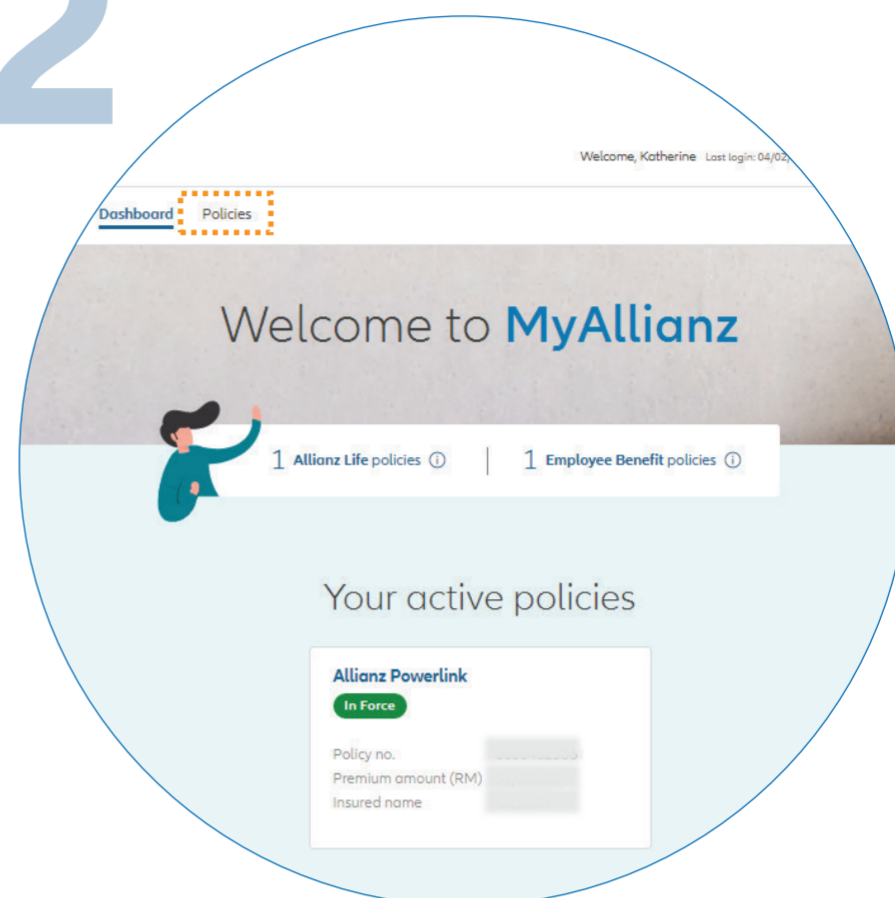 2
Welcome, Katherine Last login: 04/02/
Dashboard Policies
Welcome to MyAllianz
1 Allianz Life policies
1 Employee Benefit policies
Your active policies
Allianz Powerlink
In Force
Policy no.
Premium amount (RM)
Insured name